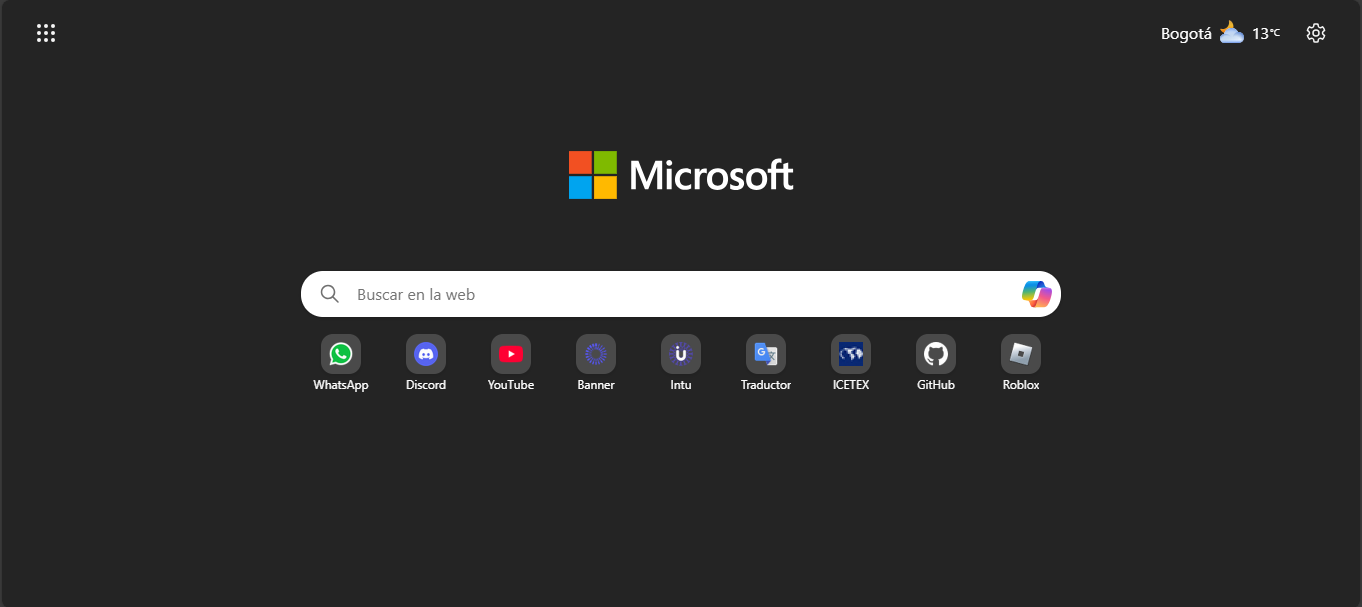 Bogotá 13°C
Microsoft
Buscar en la web
WhatsApp Discord YouTube Banner Intu Traductor ICETEX GitHub Roblox